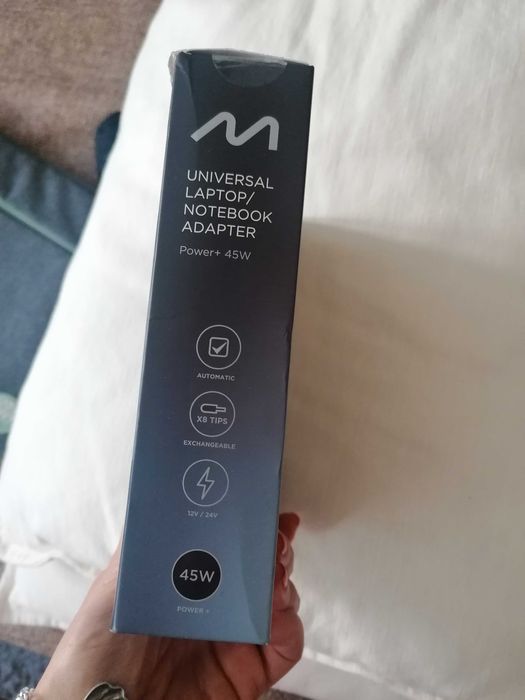 UNIVERSAL
LAPTOP/
NOTEBOOK
ADAPTER
Power+ 45W
AUTOMATIC
X8 TIPS
EXCHANGEABLE
12V / 24V
45W
POWER +